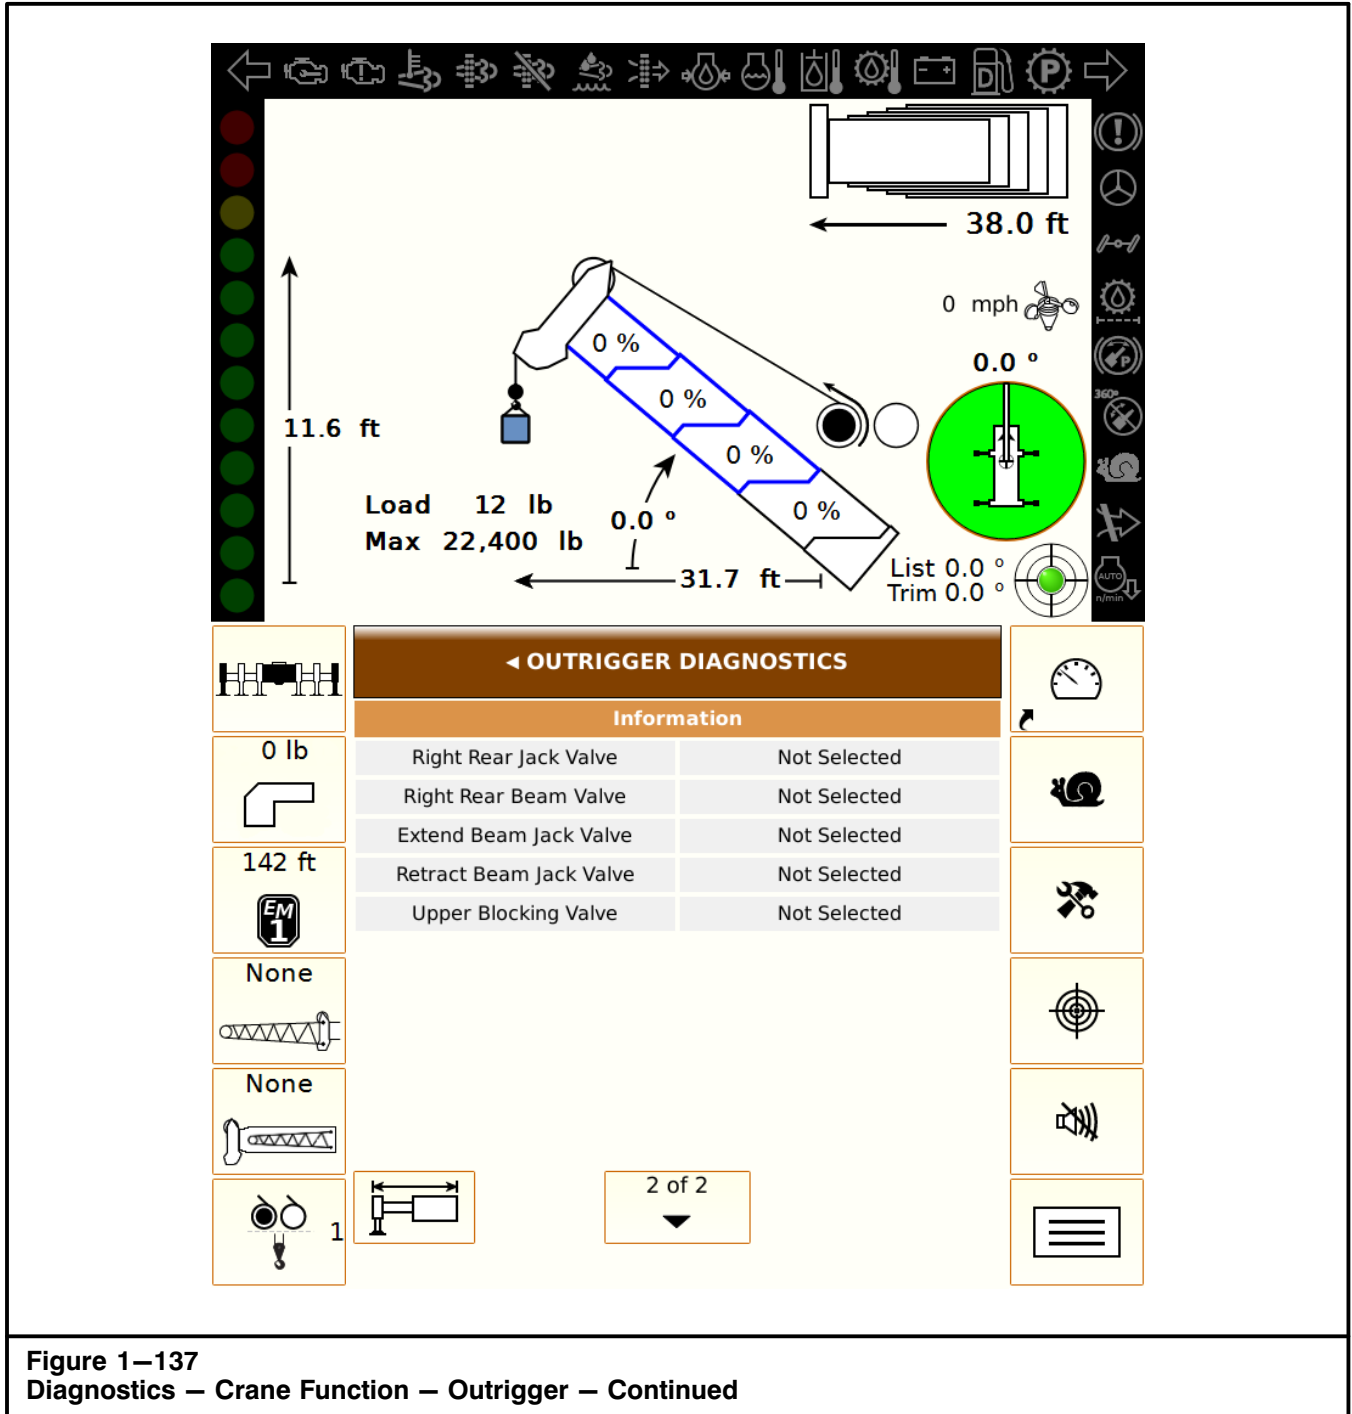 D
P
38.0 ft
0 mph
P
0.0 º
360º
0 %
0 %
0 %
0 %
11.6 ft
Load 12 lb
Max 22,400 lb
0.0 º
31.7 ft
List 0.0 º
Trim 0.0 º
AUTO
n/min
◄ OUTRIGGER DIAGNOSTICS
Information
Right Rear Jack Valve Not Selected
Right Rear Beam Valve Not Selected
Extend Beam Jack Valve Not Selected
Retract Beam Jack Valve Not Selected
Upper Blocking Valve Not Selected
0 lb
142 ft
EM
1
None
None
1
2 of 2
Figure 1—137
Diagnostics — Crane Function — Outrigger — Continued